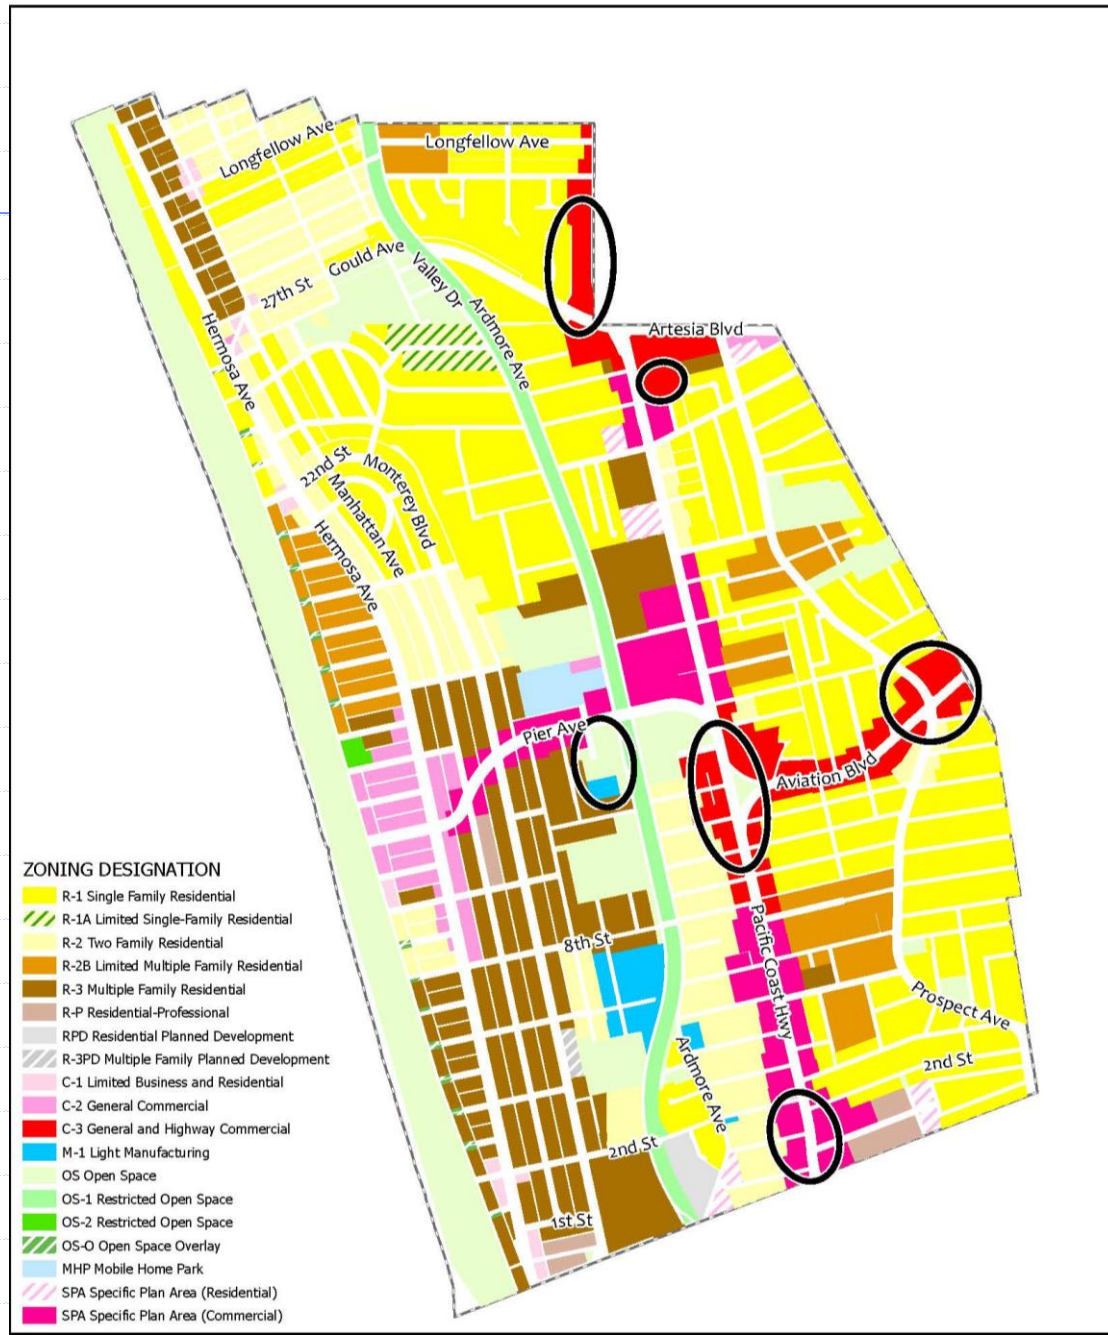 Longfellow Ave
Longfellow Ave
Gould Ave
Valley Dr
27th St
Ardmore Ave
Hermosa Ave
Artesia Blvd
22nd St
Monterey Blvd
Manhattan Ave
Hermosa Ave
Pier Ave
Aviation Blvd
ZONING DESIGNATION
R-1 Single Family Residential
R-1A Limited Single-Family Residential
R-2 Two Family Residential
R-2B Limited Multiple Family Residential
R-3 Multiple Family Residential
R-P Residential-Professional
RPD Residential Planned Development
R-3PD Multiple Family Planned Development
C-1 Limited Business and Residential
C-2 General Commercial
C-3 General and Highway Commercial
M-1 Light Manufacturing
OS Open Space
OS-1 Restricted Open Space
OS-2 Restricted Open Space
OS-O Open Space Overlay
MHP Mobile Home Park
SPA Specific Plan Area (Residential)
SPA Specific Plan Area (Commercial)
8th St
Pacific Coast Hwy
Prospect Ave
Ardmore Ave
2nd St
2nd St
1st St